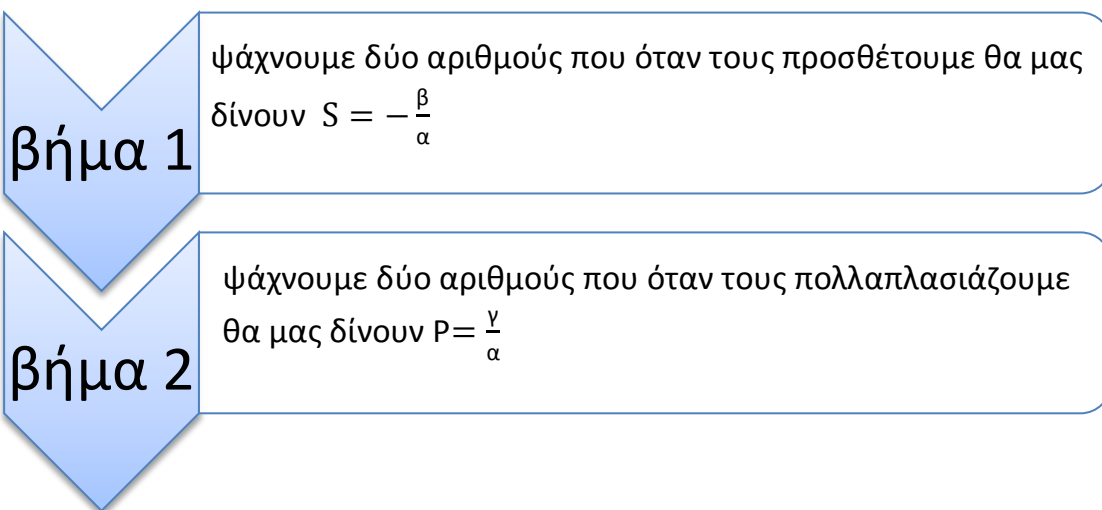 βήμα 1
ψάχνουμε δύο αριθμούς που όταν τους προσθέτουμε θα μας
δίνουν S = −β/α
βήμα 2
ψάχνουμε δύο αριθμούς που όταν τους πολλαπλασιάζουμε
θα μας δίνουν P=γ/α